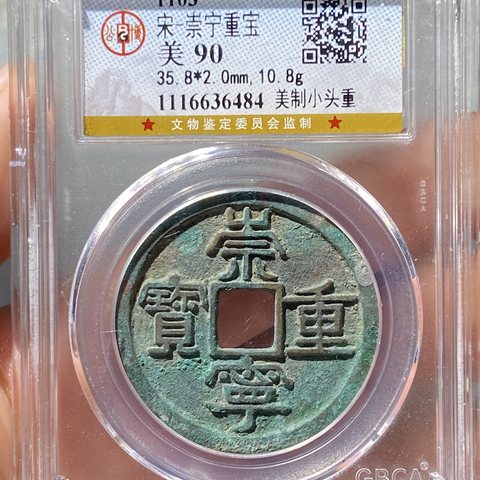 1103
宋·崇宁重宝
美 90
35.8*2.0mm,10.8g
1116636484 美制小头重
★ 文物鉴定委员会监制 ★
崇
寶 重
寧
GBCA